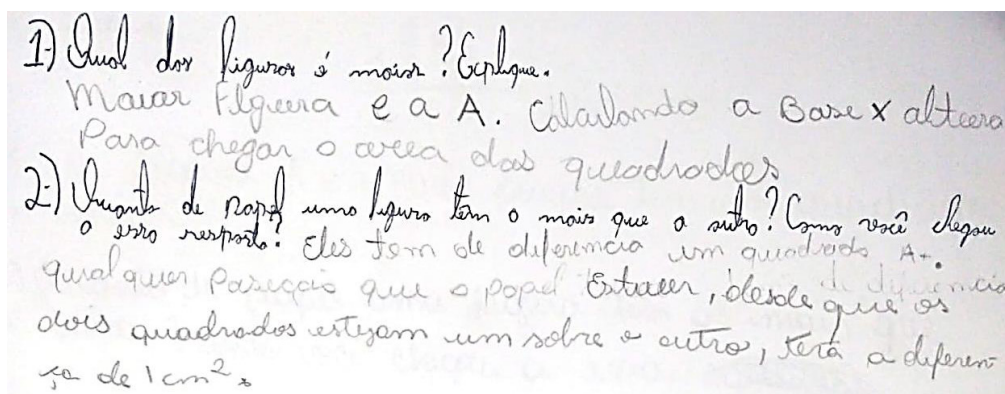 1-) Qual das figuras é maior? Explique.
Maior Figura e a A. Calculando a Base x altura
Para chegar o area dos quadrados
2-) Quanto de papel uma figura tem a mais que a outra? Como você chegou
a essa resposta? Eles tem de diferencia um quadrado A+.
qualquer que o papel Estiver, desde que os
dois quadrados estejam um sobre o outro, terá a diferen-
ça de 1 cm².